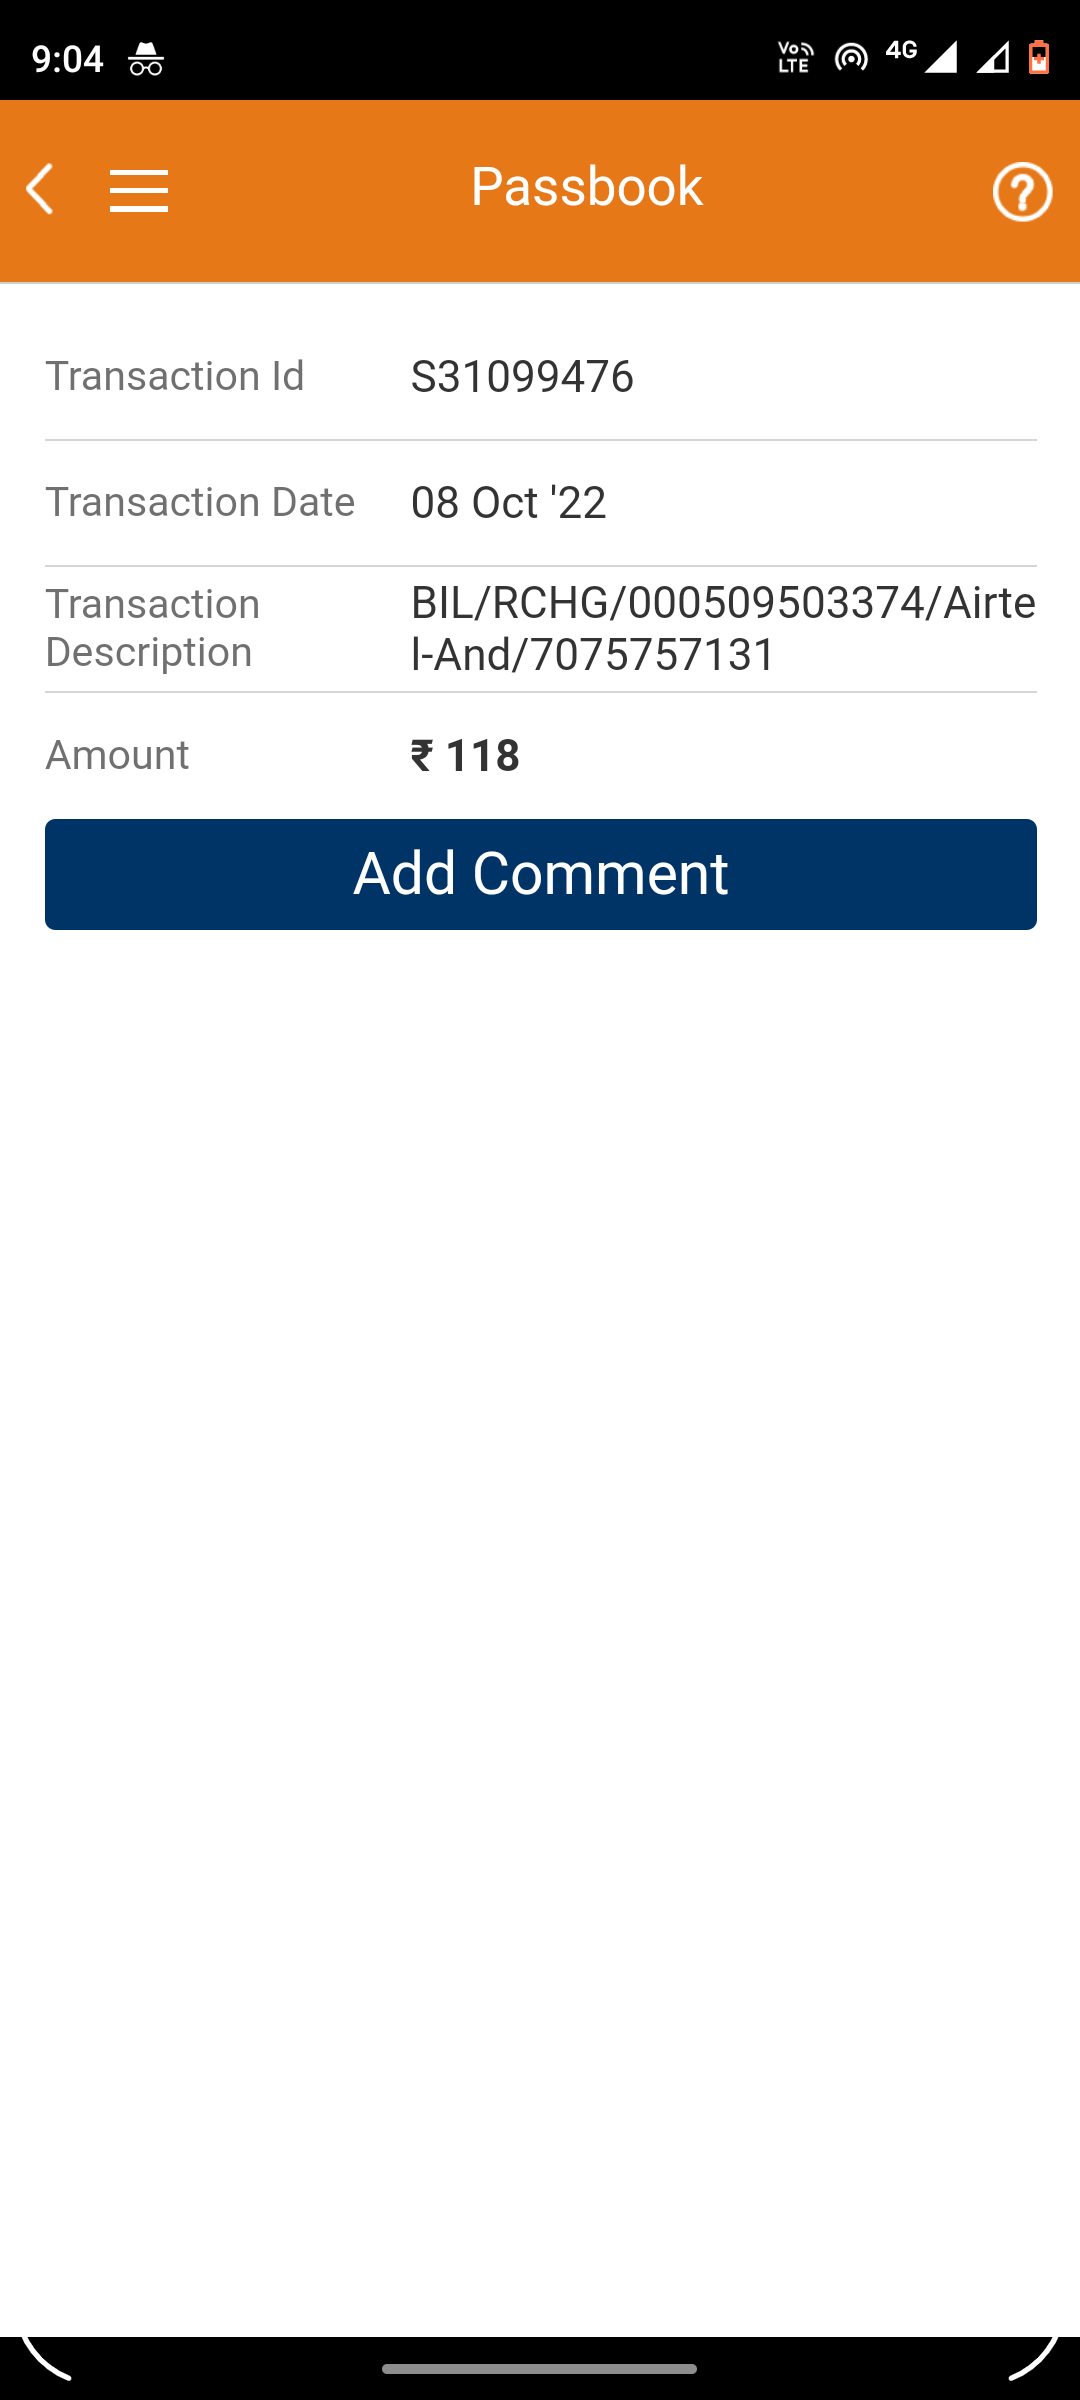 9:04
Vo LTE 4G
Passbook
Transaction Id S31099476
Transaction Date 08 Oct '22
Transaction Description BIL/RCHG/000509503374/Airte
l-And/7075757131
Amount ₹ 118
Add Comment